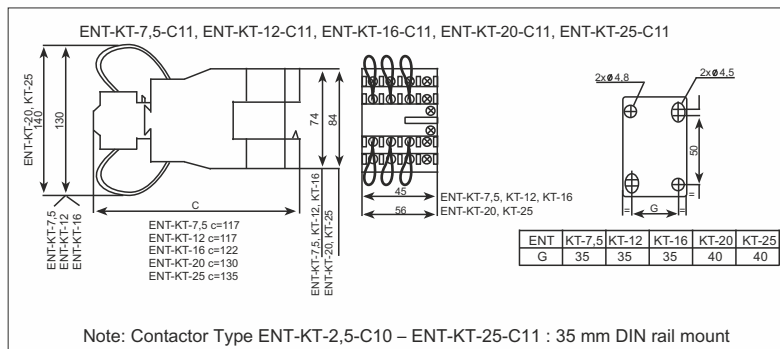 ENT-KT-7,5-C11, ENT-KT-12-C11, ENT-KT-16-C11, ENT-KT-20-C11, ENT-KT-25-C11
ENT-KT-20, KT-25
140
130
ENT-KT-7,5
ENT-KT-12
ENT-KT-16
C
ENT-KT-7,5 c=117
ENT-KT-12 c=117
ENT-KT-16 c=122
ENT-KT-20 c=130
ENT-KT-25 c=135
74
84
ENT-KT-7,5, KT-12, KT-16
ENT-KT-20, KT-25
45
ENT-KT-7,5, KT-12, KT-16
56
ENT-KT-20, KT-25
2xø4,8
2xø4,5
50
=
=
= G =
ENT KT-7,5 KT-12 KT-16 KT-20 KT-25
G 35 35 35 40 40
Note: Contactor Type ENT-KT-2,5-C10 – ENT-KT-25-C11 : 35 mm DIN rail mount